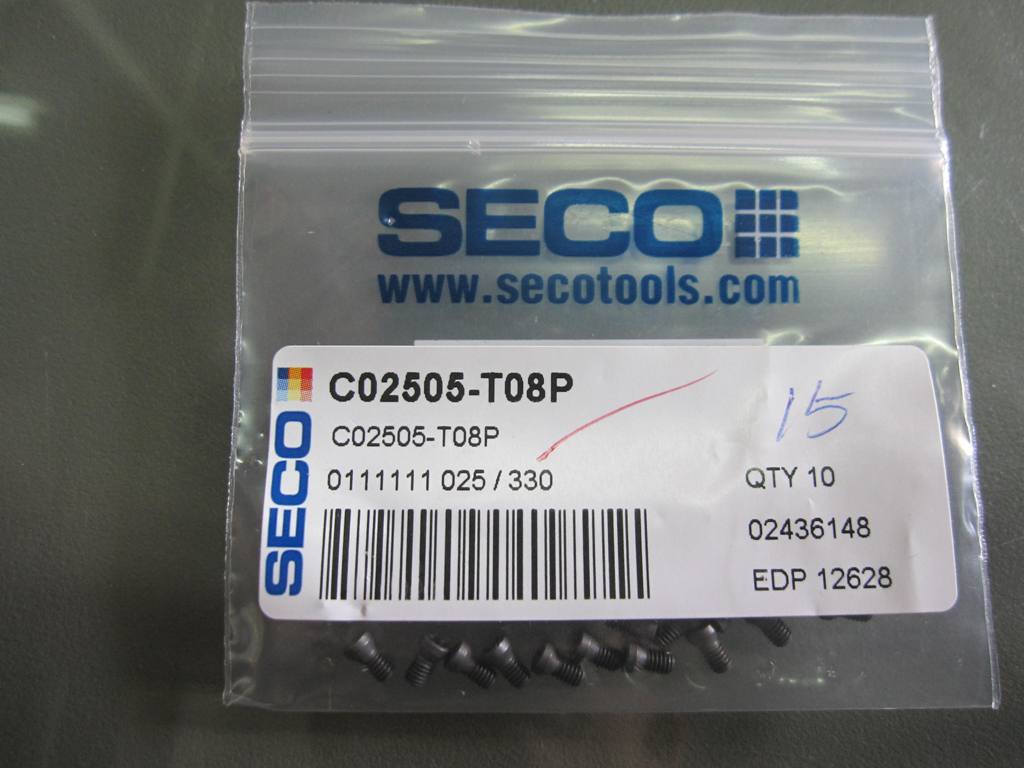 SECO
www.secotools.com
SECO
C02505-T08P
15
C02505-T08P
0111111 025 / 330
QTY 10
02436148
EDP 12628